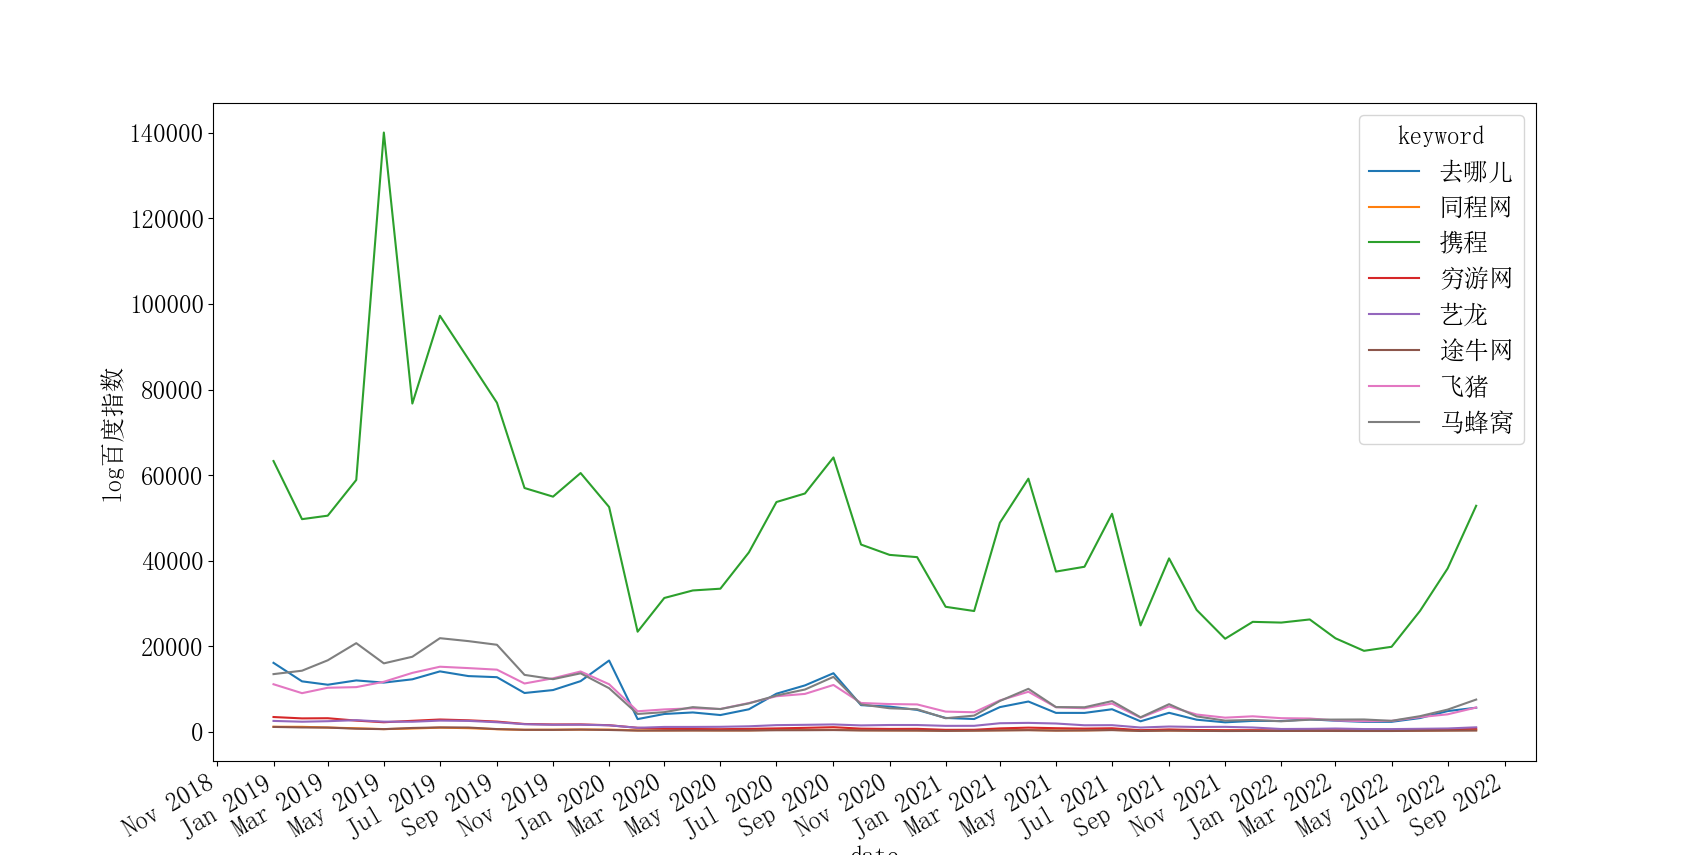 140000
120000
100000
80000
60000
40000
20000
0
log百度指数
keyword
去哪儿
同程网
携程
穷游网
艺龙
途牛网
飞猪
马蜂窝
Nov 2018
Jan 2019
Mar 2019
May 2019
Jul 2019
Sep 2019
Nov 2019
Jan 2020
Mar 2020
May 2020
Jul 2020
Sep 2020
Nov 2020
Jan 2021
Mar 2021
May 2021
Jul 2021
Sep 2021
Nov 2021
Jan 2022
Mar 2022
May 2022
Jul 2022
Sep 2022
date